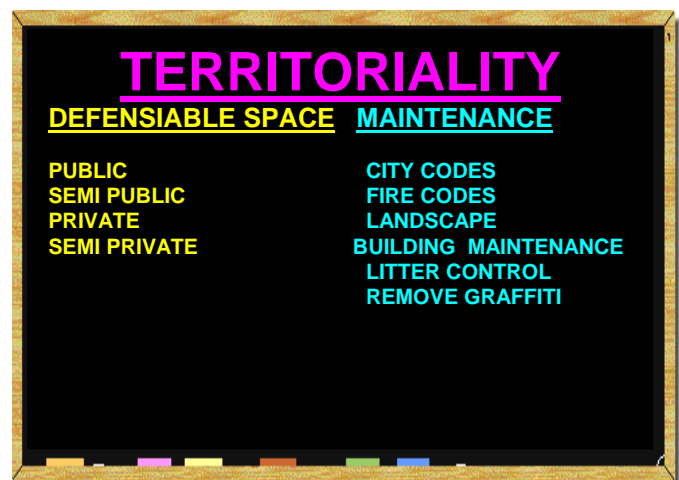 TERRITORIALITY
DEFENSIABLE SPACE MAINTENANCE
PUBLIC CITY CODES
SEMI PUBLIC FIRE CODES
PRIVATE LANDSCAPE
SEMI PRIVATE BUILDING MAINTENANCE
LITTER CONTROL
REMOVE GRAFFITI